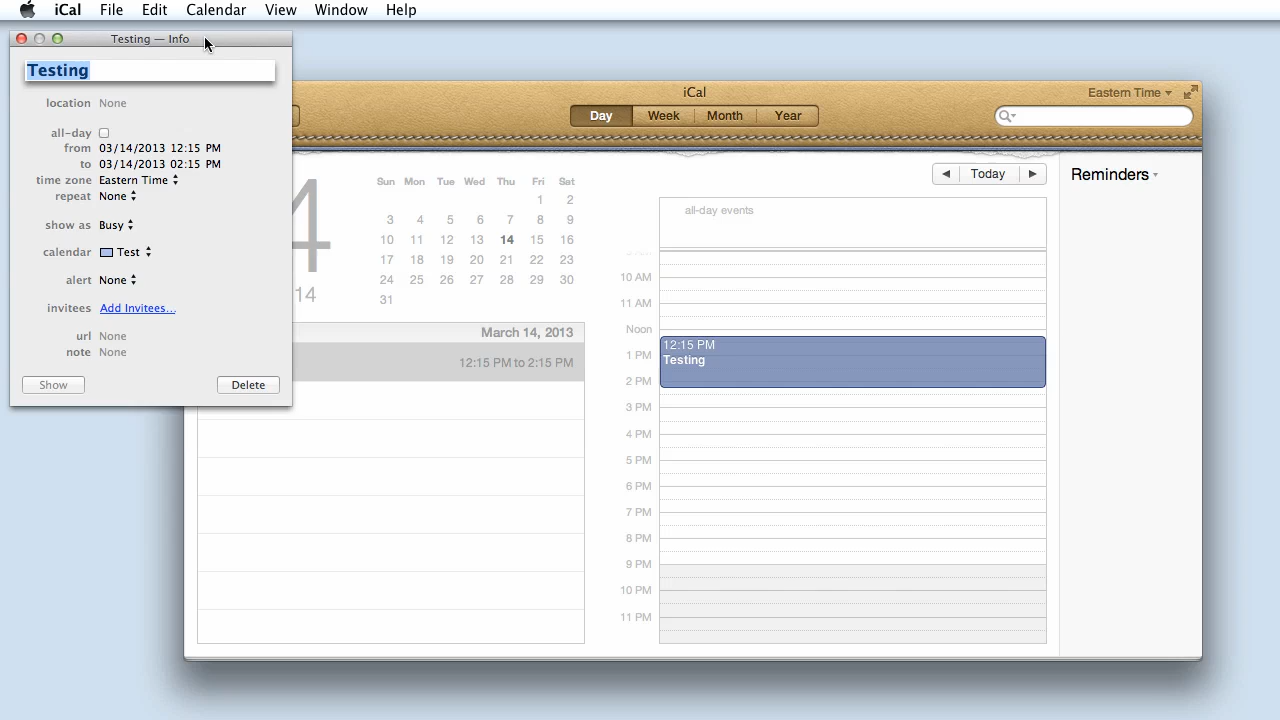 iCal File Edit Calendar View Window Help
Testing — Info
Testing
location None
all-day
from 03/14/2013 12:15 PM
to 03/14/2013 02:15 PM
time zone Eastern Time
repeat None
show as Busy
calendar Test
alert None
invitees Add Invitees...
url None
note None
Show Delete
iCal
Eastern Time
Day Week Month Year
4
14
Sun Mon Tue Wed Thu Fri Sat
1 2
3 4 5 6 7 8 9
10 11 12 13 14 15 16
17 18 19 20 21 22 23
24 25 26 27 28 29 30
31
March 14, 2013
12:15 PM to 2:15 PM
Today
all-day events
10 AM
11 AM
Noon
12:15 PM
Testing
1 PM
2 PM
3 PM
4 PM
5 PM
6 PM
7 PM
8 PM
9 PM
10 PM
11 PM
Reminders